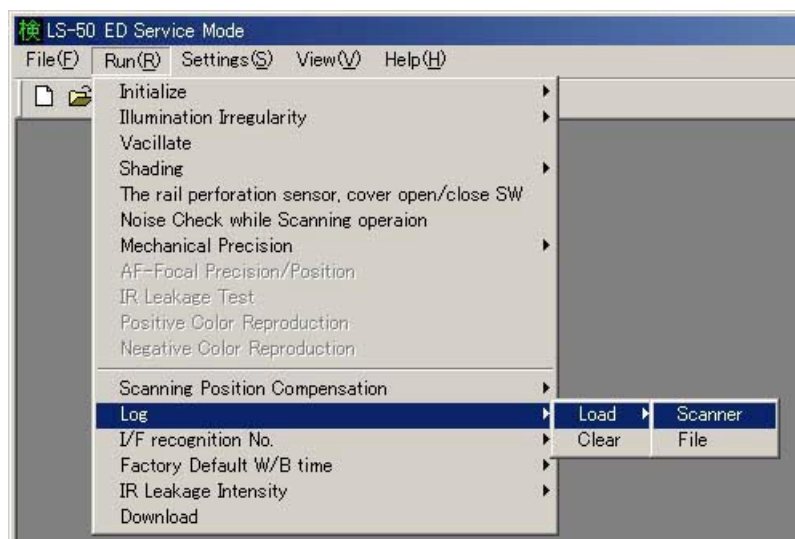 検 LS-50 ED Service Mode
File(F) Run(R) Settings(S) View(V) Help(H)
Initialize
Illumination Irregularity
Vacillate
Shading
The rail perforation sensor, cover open/close SW
Noise Check while Scanning operaion
Mechanical Precision
AF-Focal Precision/Position
IR Leakage Test
Positive Color Reproduction
Negative Color Reproduction
Scanning Position Compensation
Log
Load
Scanner
Clear
File
I/F recognition No.
Factory Default W/B time
IR Leakage Intensity
Download